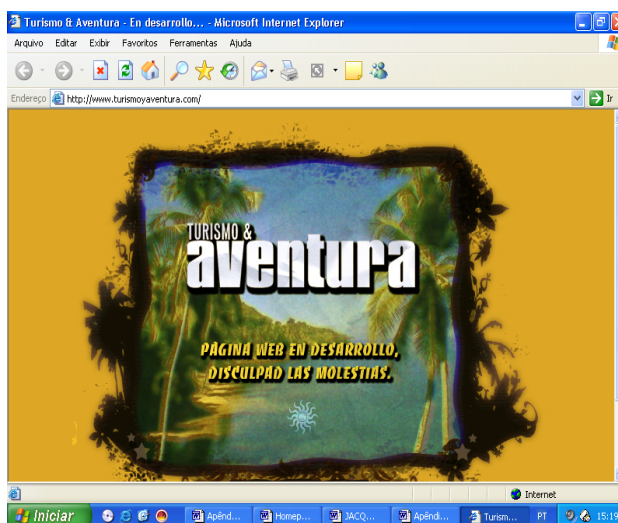 Turismo & Aventura - En desarrollo... - Microsoft Internet Explorer
Arquivo Editar Exibir Favoritos Ferramentas Ajuda
Endereço http://www.turismoyaventura.com/ Ir
TURISMO &
aventura
PÁGINA WEB EN DESARROLLO,
DISCULPAD LAS MOLESTIAS.
Internet
Iniciar Apênd... Homep... JACQ... Apêndi... Turism... PT 15:19